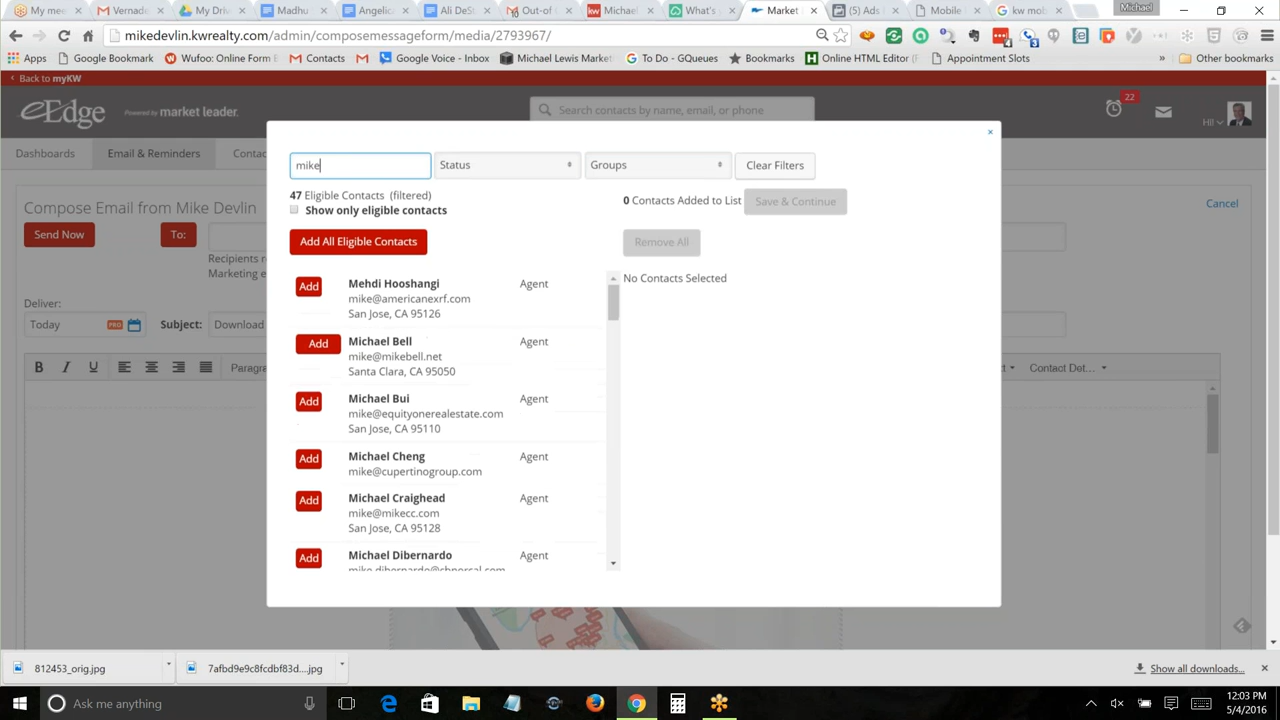 My mee
Vernade
My Driv
Madhu
Angelica
Ali DeS
Out-of
Michael
What's
Market
(5) Ads
Mobile
kw mob
Michael
mikedevlin.kwrealty.com/admin/composemessageform/media/2793967/
Apps
Google Bookmark
Wufoo: Online Form
Contacts
Google Voice - Inbox
Michael Lewis Market
To Do - GQueues
Bookmarks
Online HTML Editor
Appointment Slots
»
Other bookmarks
Back to myKW
eEdge
Powered by market leader
Search contacts by name, email, or phone
22
Hi!
Dashboards
Email & Reminders
Contac
mike
Status
Groups
Clear Filters
47 Eligible Contacts (filtered)
Show only eligible contacts
0 Contacts Added to List
Save & Continue
Compose Email from Mike Devlin
Cancel
Send Now
To:
Add All Eligible Contacts
Remove All
Recipients r
Marketing e
No Contacts Selected
Add
Mehdi Hooshangi
Agent
mike@americanexrf.com
San Jose, CA 95126
Deliver:
Today
PRO
Subject:
Download
Add
Michael Bell
Agent
mike@mikebell.net
Santa Clara, CA 95050
B
I
U
Paragra
Contact Det...
Add
Michael Bui
Agent
mike@equityonerealestate.com
San Jose, CA 95110
Add
Michael Cheng
Agent
mike@cupertinogroup.com
Add
Michael Craighead
Agent
mike@mikecc.com
San Jose, CA 95128
Add
Michael Dibernardo
Agent
mike.dibernardo@cbnorcal.com
812453_orig.jpg
7afbd9e9c8fcdbf83d....jpg
Show all downloads...
Ask me anything
12:03 PM
5/4/2016